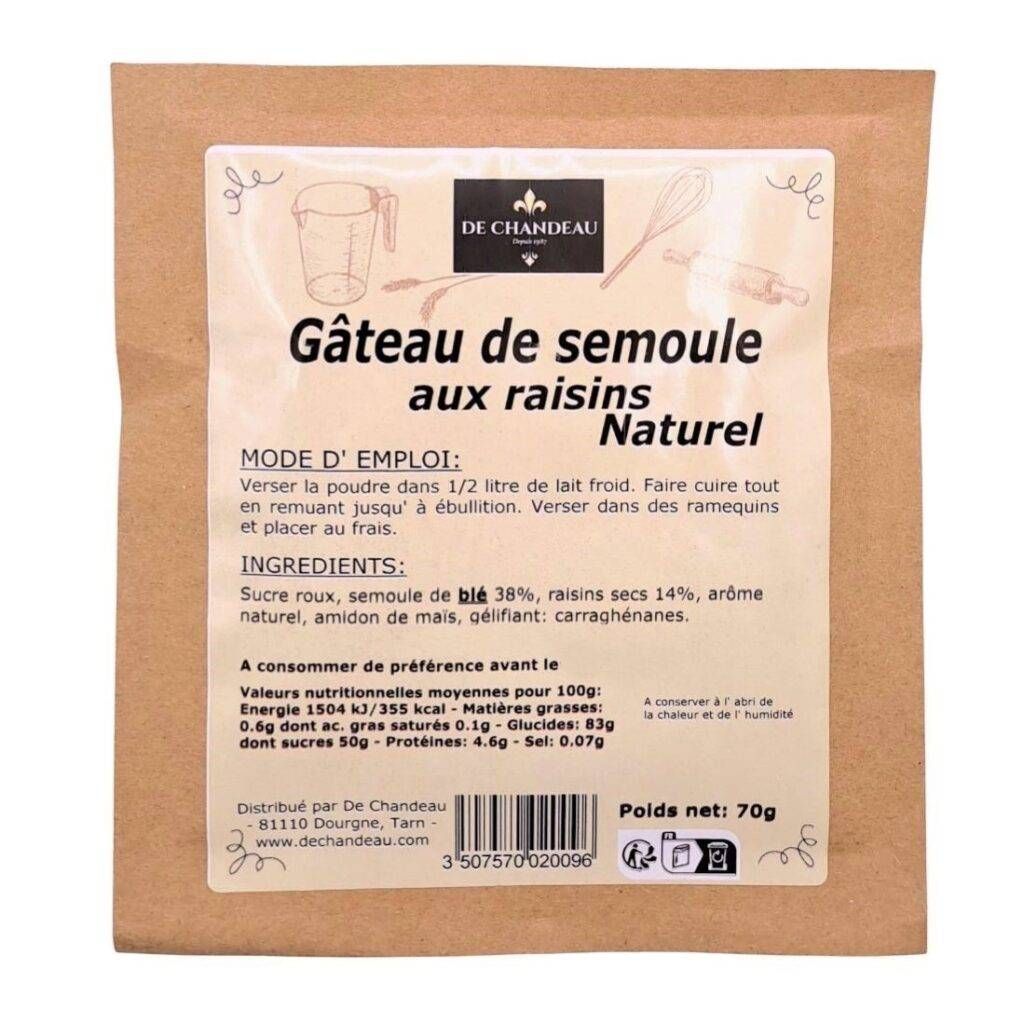 DE CHANDEAU
Depuis 1987
Gâteau de semoule
aux raisins
Naturel
MODE D' EMPLOI:
Verser la poudre dans 1/2 litre de lait froid. Faire cuire tout
en remuant jusqu' à ébullition. Verser dans des ramequins
et placer au frais.
INGREDIENTS:
Sucre roux, semoule de blé 38%, raisins secs 14%, arôme
naturel, amidon de maïs, gélifiant: carraghénanes.
A consommer de préférence avant le
Valeurs nutritionnelles moyennes pour 100g:
Energie 1504 kJ/355 kcal - Matières grasses:
0.6g dont ac. gras saturés 0.1g - Glucides: 83g
dont sucres 50g - Protéines: 4.6g - Sel: 0.07g
A conserver à l' abri de
la chaleur et de l' humidité
Distribué par De Chandeau
- 81110 Dourgne, Tarn -
www.dechandeau.com
3 507570 020096
Poids net: 70g
FR